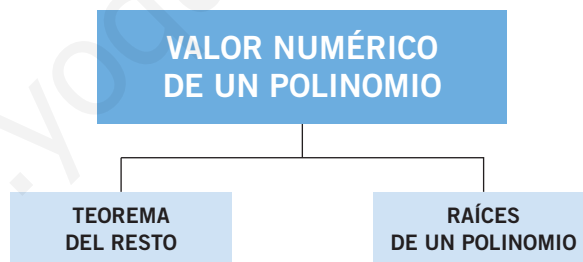 VALOR NUMÉRICO
DE UN POLINOMIO
TEOREMA
DEL RESTO
RAÍCES
DE UN POLINOMIO